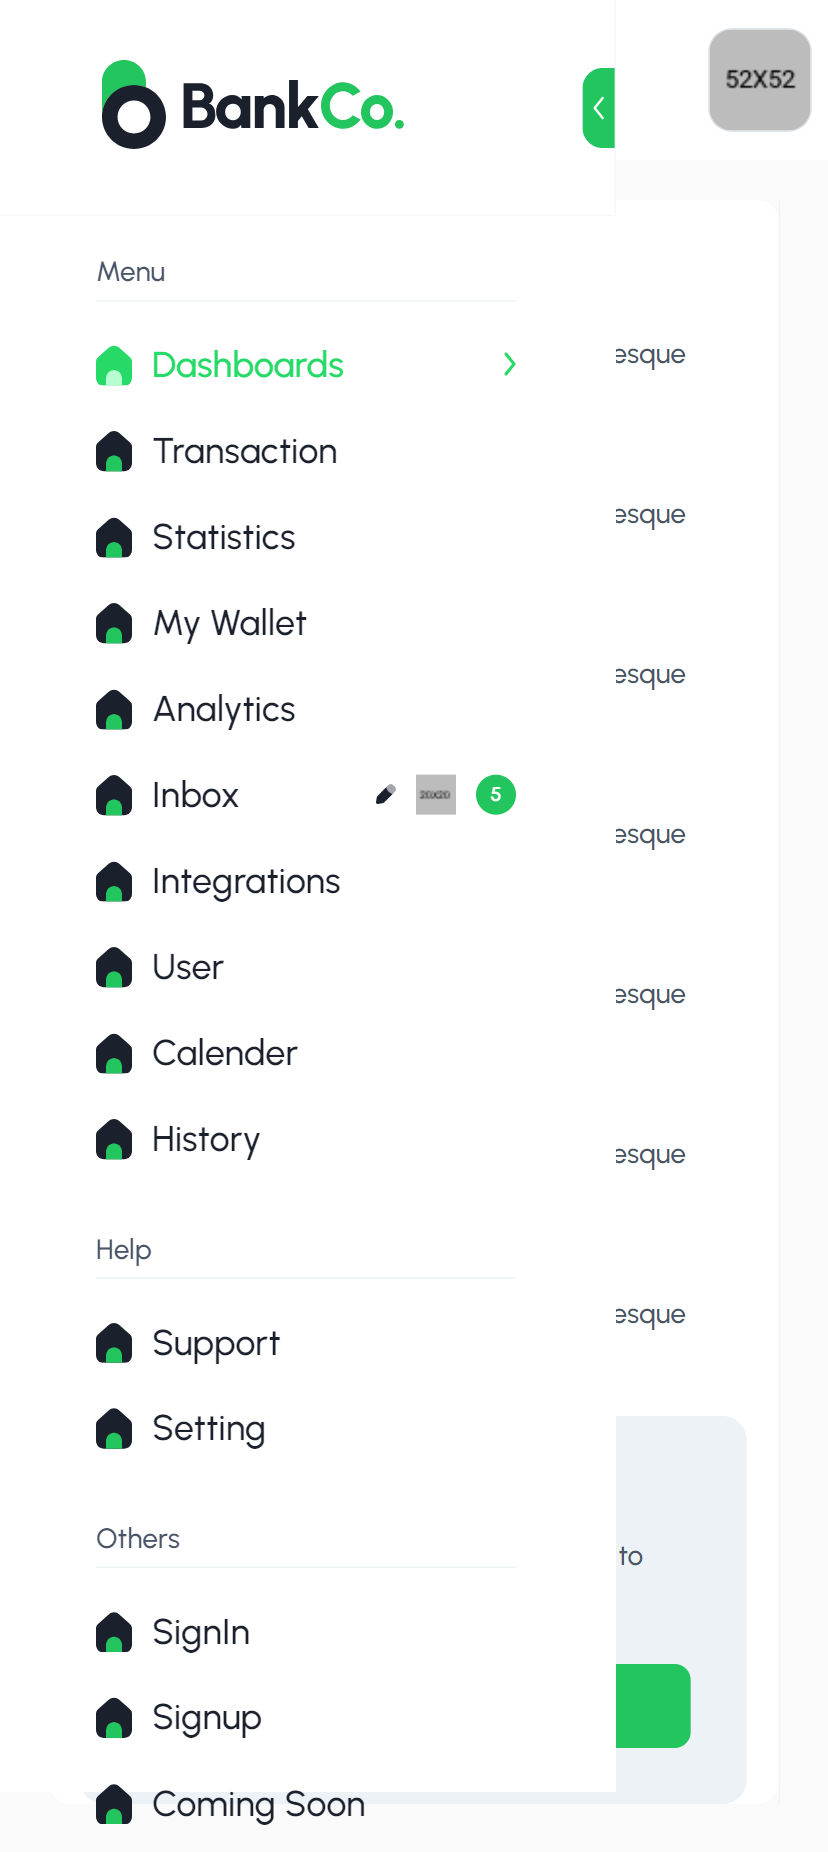 BankCo.
52X52
Menu
Dashboards
esque
Transaction
esque
Statistics
My Wallet
esque
Analytics
Inbox
20X20
5
esque
Integrations
User
esque
Calender
History
esque
Help
Support
esque
Setting
Others
to
SignIn
Signup
Coming Soon